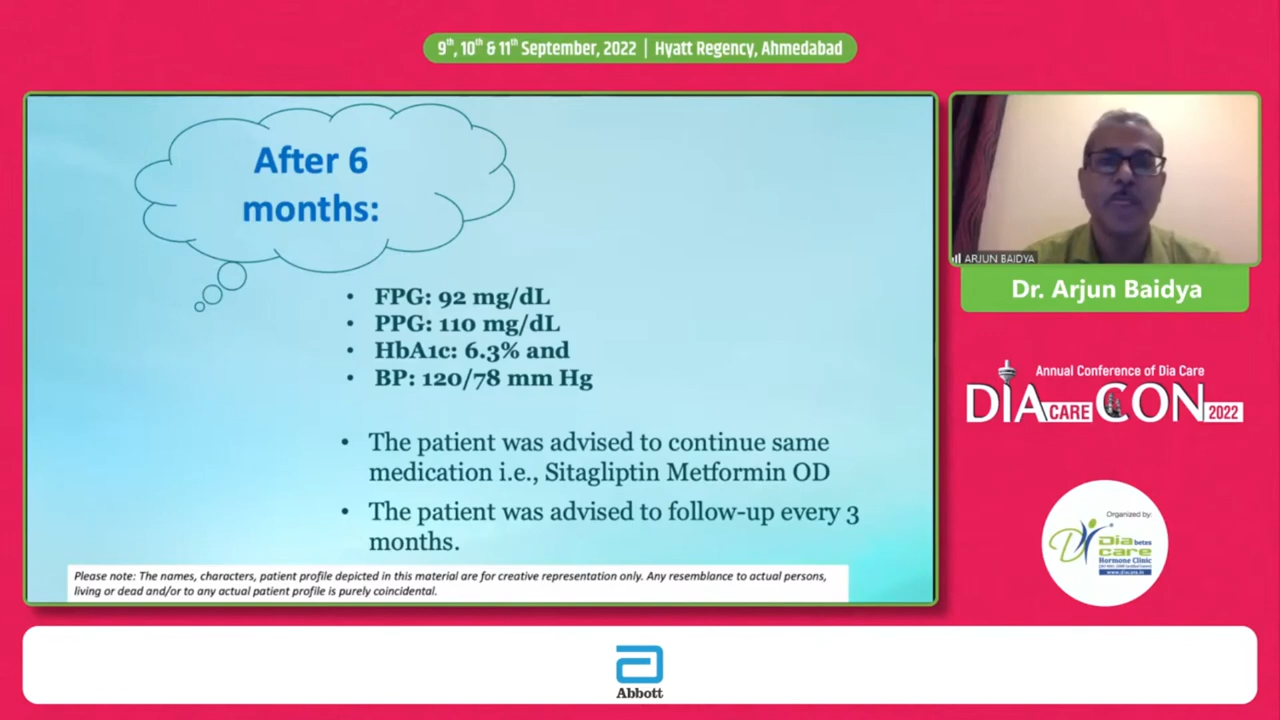 9th, 10th & 11th September, 2022 | Hyatt Regency, Ahmedabad
After 6
months:
• FPG: 92 mg/dL
• PPG: 110 mg/dL
• HbA1c: 6.3% and
• BP: 120/78 mm Hg
• The patient was advised to continue same
medication i.e., Sitagliptin Metformin OD
• The patient was advised to follow-up every 3
months.
Please note: The names, characters, patient profile depicted in this material are for creative representation only. Any resemblance to actual persons,
living or dead and/or to any actual patient profile is purely coincidental.
ARJUN BAIDYA
Dr. Arjun Baidya
Annual Conference of Dia Care
DIA CARE CON 2022
Organized by:
Diabetes
care
Hormone Clinic
www.diacare.in
Abbott